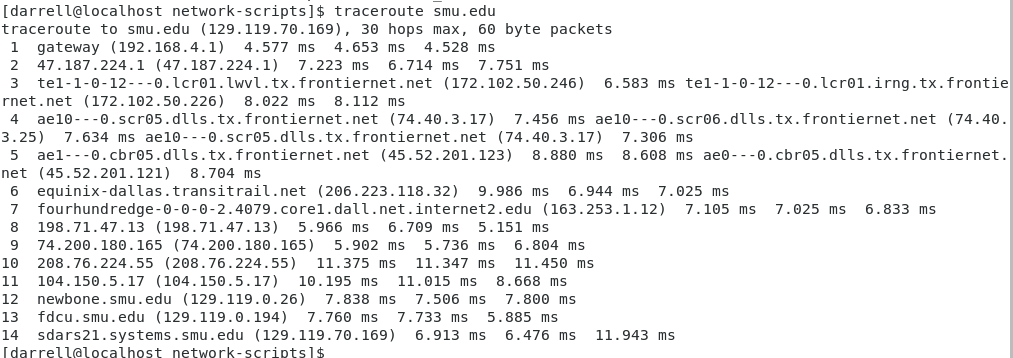 [darrell@localhost network-scripts]$ traceroute smu.edu
traceroute to smu.edu (129.119.70.169), 30 hops max, 60 byte packets
 1  gateway (192.168.4.1)  4.577 ms  4.653 ms  4.528 ms
 2  47.187.224.1 (47.187.224.1)  7.223 ms  6.714 ms  7.751 ms
 3  te1-1-0-12---0.lcr01.lwvl.tx.frontiernet.net (172.102.50.246)  6.583 ms te1-1-0-12---0.lcr01.irng.tx.frontie
rnet.net (172.102.50.226)  8.022 ms  8.112 ms
 4  ae10---0.scr05.dlls.tx.frontiernet.net (74.40.3.17)  7.456 ms ae10---0.scr06.dlls.tx.frontiernet.net (74.40.
3.25)  7.634 ms ae10---0.scr05.dlls.tx.frontiernet.net (74.40.3.17)  7.306 ms
 5  ae1---0.cbr05.dlls.tx.frontiernet.net (45.52.201.123)  8.880 ms  8.608 ms ae0---0.cbr05.dlls.tx.frontiernet.
net (45.52.201.121)  8.704 ms
 6  equinix-dallas.transitrail.net (206.223.118.32)  9.986 ms  6.944 ms  7.025 ms
 7  fourhundredge-0-0-0-2.4079.core1.dall.net.internet2.edu (163.253.1.12)  7.105 ms  7.025 ms  6.833 ms
 8  198.71.47.13 (198.71.47.13)  5.966 ms  6.709 ms  5.151 ms
 9  74.200.180.165 (74.200.180.165)  5.902 ms  5.736 ms  6.804 ms
10  208.76.224.55 (208.76.224.55)  11.375 ms  11.347 ms  11.450 ms
11  104.150.5.17 (104.150.5.17)  10.195 ms  11.015 ms  8.668 ms
12  newbone.smu.edu (129.119.0.26)  7.838 ms  7.506 ms  7.800 ms
13  fdcu.smu.edu (129.119.0.194)  7.760 ms  7.733 ms  5.885 ms
14  sdars21.systems.smu.edu (129.119.70.169)  6.913 ms  6.476 ms  11.943 ms
[darrell@localhost network-scripts]$